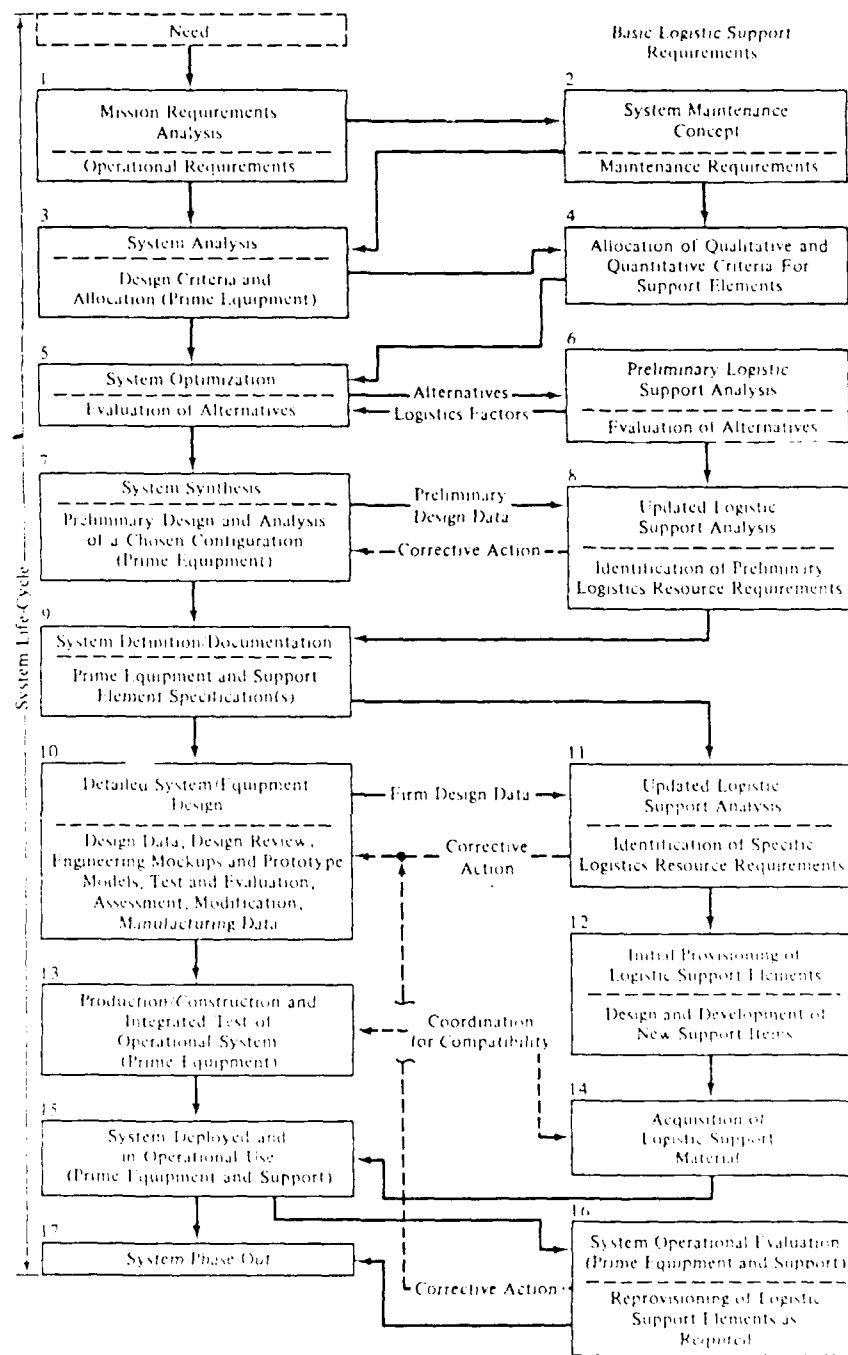 Need
Basic Logistic Support
Requirements
1
Mission Requirements
Analysis
Operational Requirements
2
System Maintenance
Concept
Maintenance Requirements
3
System Analysis
Design Criteria and
Allocation (Prime Equipment)
4
Allocation of Qualitative and
Quantitative Criteria For
Support Elements
5
System Optimization
Evaluation of Alternatives
Alternatives
Logistics Factors
6
Preliminary Logistic
Support Analysis
Evaluation of Alternatives
7
System Synthesis
Preliminary Design and Analysis
of a Chosen Configuration
(Prime Equipment)
Preliminary
Design Data
Corrective Action
8
Updated Logistic
Support Analysis
Identification of Preliminary
Logistics Resource Requirements
System Life-Cycle
9
System Definition/Documentation
Prime Equipment and Support
Element Specification(s)
10
Detailed System/Equipment
Design
Design Data, Design Review,
Engineering Mockups and Prototype
Models, Test and Evaluation,
Assessment, Modification,
Manufacturing Data
Firm Design Data
Corrective
Action
11
Updated Logistic
Support Analysis
Identification of Specific
Logistics Resource Requirements
12
Initial Provisioning of
Logistic Support Elements
Design and Development of
New Support Items
13
Production/Construction and
Integrated Test of
Operational System
(Prime Equipment)
Coordination
for Compatibility
14
Acquisition of
Logistic Support
Material
15
System Deployed and
in Operational Use
(Prime Equipment and Support)
16
System Operational Evaluation
(Prime Equipment and Support)
Reprovisioning of Logistic
Support Elements as
Required
17
System Phase-Out
Corrective Action